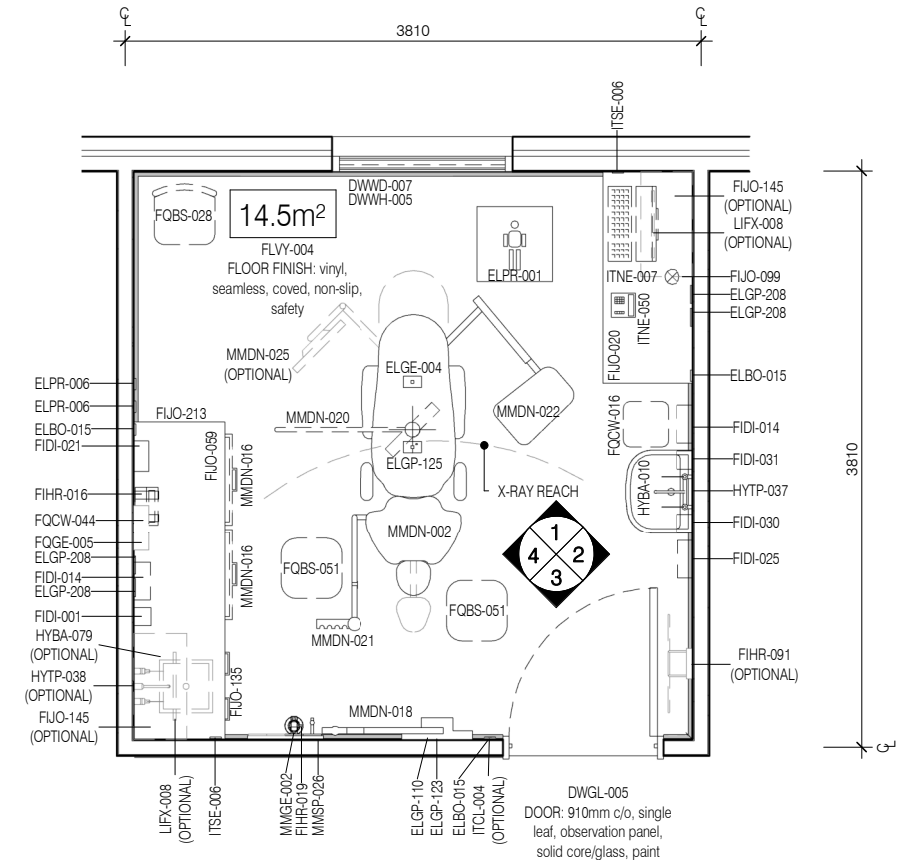 C
L
3810
C
L
ITSE-006
DWWD-007
DWWH-005
FQBS-028
14.5m²
FLVY-004
FLOOR FINISH: vinyl,
seamless, coved, non-slip,
safety
ELPR-001
FIJO-145
(OPTIONAL)
LIFX-008
(OPTIONAL)
ITNE-007
FIJO-099
ELGP-208
ELGP-208
ITNE-050
FIJO-020
MMDN-025
(OPTIONAL)
ELGE-004
MMDN-022
ELBO-015
ELPR-006
ELPR-006
ELBO-015
FIDI-021
FIJO-213
MMDN-020
FQCW-016
FIDI-014
FIJO-059
MMDN-016
ELGP-125
X-RAY REACH
FIDI-031
HYBA-010
HYTP-037
FIDI-030
3810
FIHR-016
FQCW-044
FQGE-005
ELGP-208
FIDI-014
ELGP-208
FIDI-001
MMDN-002
1
4
2
3
FIDI-025
MMDN-016
FQBS-051
FQBS-051
HYBA-079
(OPTIONAL)
MMDN-021
HYTP-038
(OPTIONAL)
FIJO-135
FIHR-091
(OPTIONAL)
FIJO-145
(OPTIONAL)
MMDN-018
C
L
LIFX-008
(OPTIONAL)
ITSE-006
MMGE-002
FIHR-019
MMSP-026
ELGP-110
ELGP-123
ELBO-015
ITCL-004
(OPTIONAL)
DWGL-005
DOOR: 910mm c/o, single
leaf, observation panel,
solid core/glass, paint